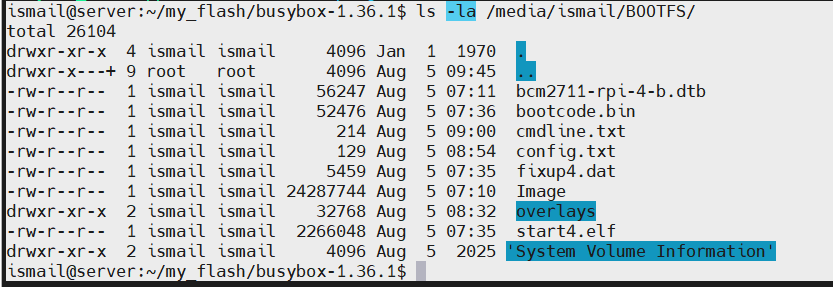 ismail@server:~/my_flash/busybox-1.36.1$ ls -la /media/ismail/BOOTFS/
total 26104
drwxr-xr-x  4 ismail ismail     4096 Jan  1  1970  .
drwxr-x---+ 9 root   root       4096 Aug  5 09:45  ..
-rw-r--r--  1 ismail ismail    56247 Aug  5 07:11  bcm2711-rpi-4-b.dtb
-rw-r--r--  1 ismail ismail    52476 Aug  5 07:36  bootcode.bin
-rw-r--r--  1 ismail ismail      214 Aug  5 09:00  cmdline.txt
-rw-r--r--  1 ismail ismail      129 Aug  5 08:54  config.txt
-rw-r--r--  1 ismail ismail     5459 Aug  5 07:35  fixup4.dat
-rw-r--r--  1 ismail ismail 24287744 Aug  5 07:10  Image
drwxr-xr-x  2 ismail ismail    32768 Aug  5 08:32  overlays
-rw-r--r--  1 ismail ismail  2266048 Aug  5 07:35  start4.elf
drwxr-xr-x  2 ismail ismail     4096 Aug  5  2025 'System Volume Information'
ismail@server:~/my_flash/busybox-1.36.1$